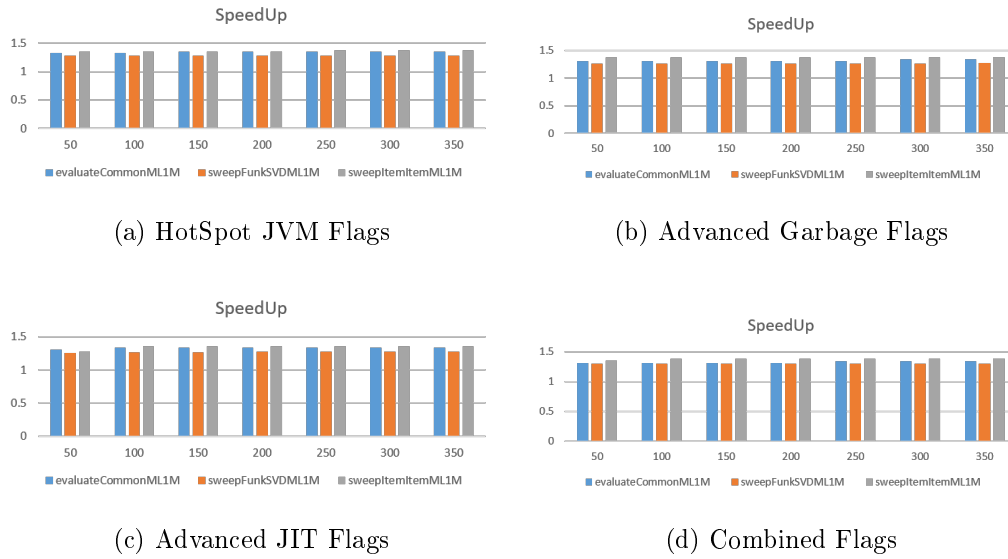 SpeedUp
1.5
1
0.5
0
50 100 150 200 250 300 350
evaluateCommonML1M sweepFunkSVDML1M sweepItemItemML1M
(a) HotSpot JVM Flags
SpeedUp
1.5
1
0.5
0
50 100 150 200 250 300 350
evaluateCommonML1M sweepFunkSVDML1M sweepItemItemML1M
(b) Advanced Garbage Flags
SpeedUp
1.5
1
0.5
0
50 100 150 200 250 300 350
evaluateCommonML1M sweepFunkSVDML1M sweepItemItemML1M
(c) Advanced JIT Flags
SpeedUp
1.5
1
0.5
0
50 100 150 200 250 300 350
evaluateCommonML1M sweepFunkSVDML1M sweepItemItemML1M
(d) Combined Flags